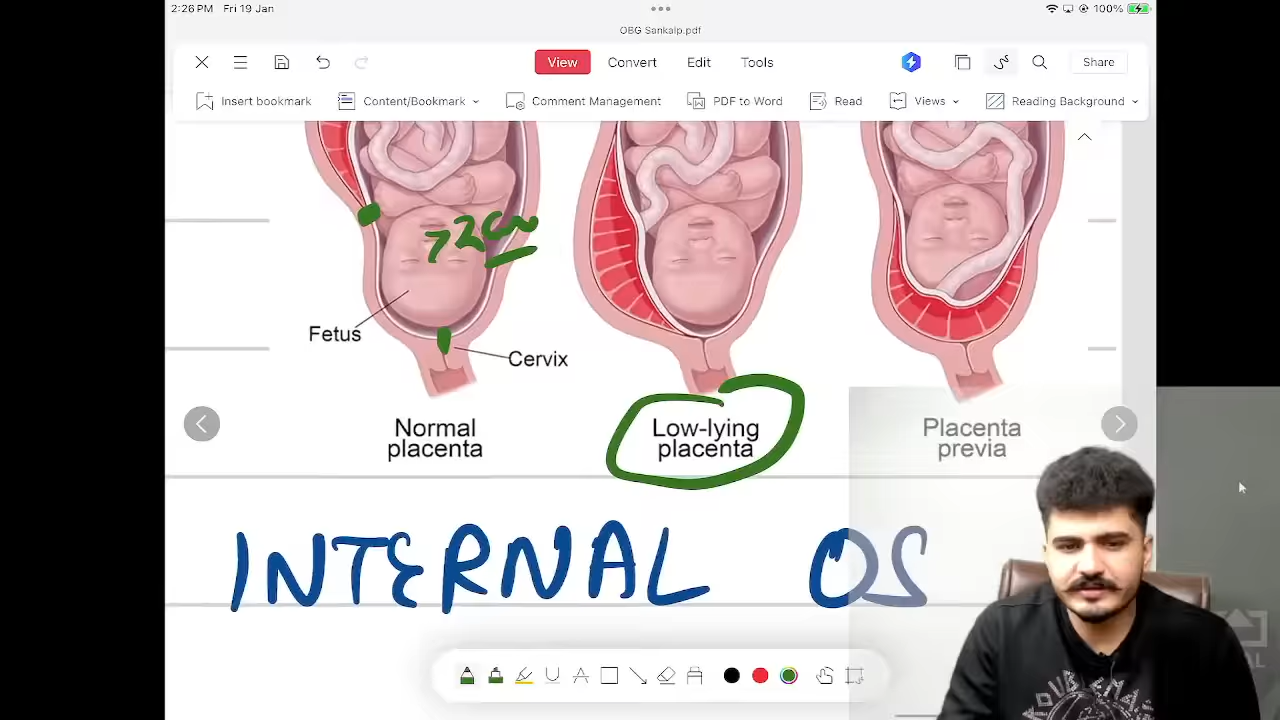 2:26 PM Fri 19 Jan
100%
OBG Sankalp.pdf
View Convert Edit Tools Share
Insert bookmark Content/Bookmark Comment Management PDF to Word Read Views Reading Background
>2cm
Fetus
Cervix
Normal
placenta
Low-lying
placenta
Placenta
previa
INTERNAL OS